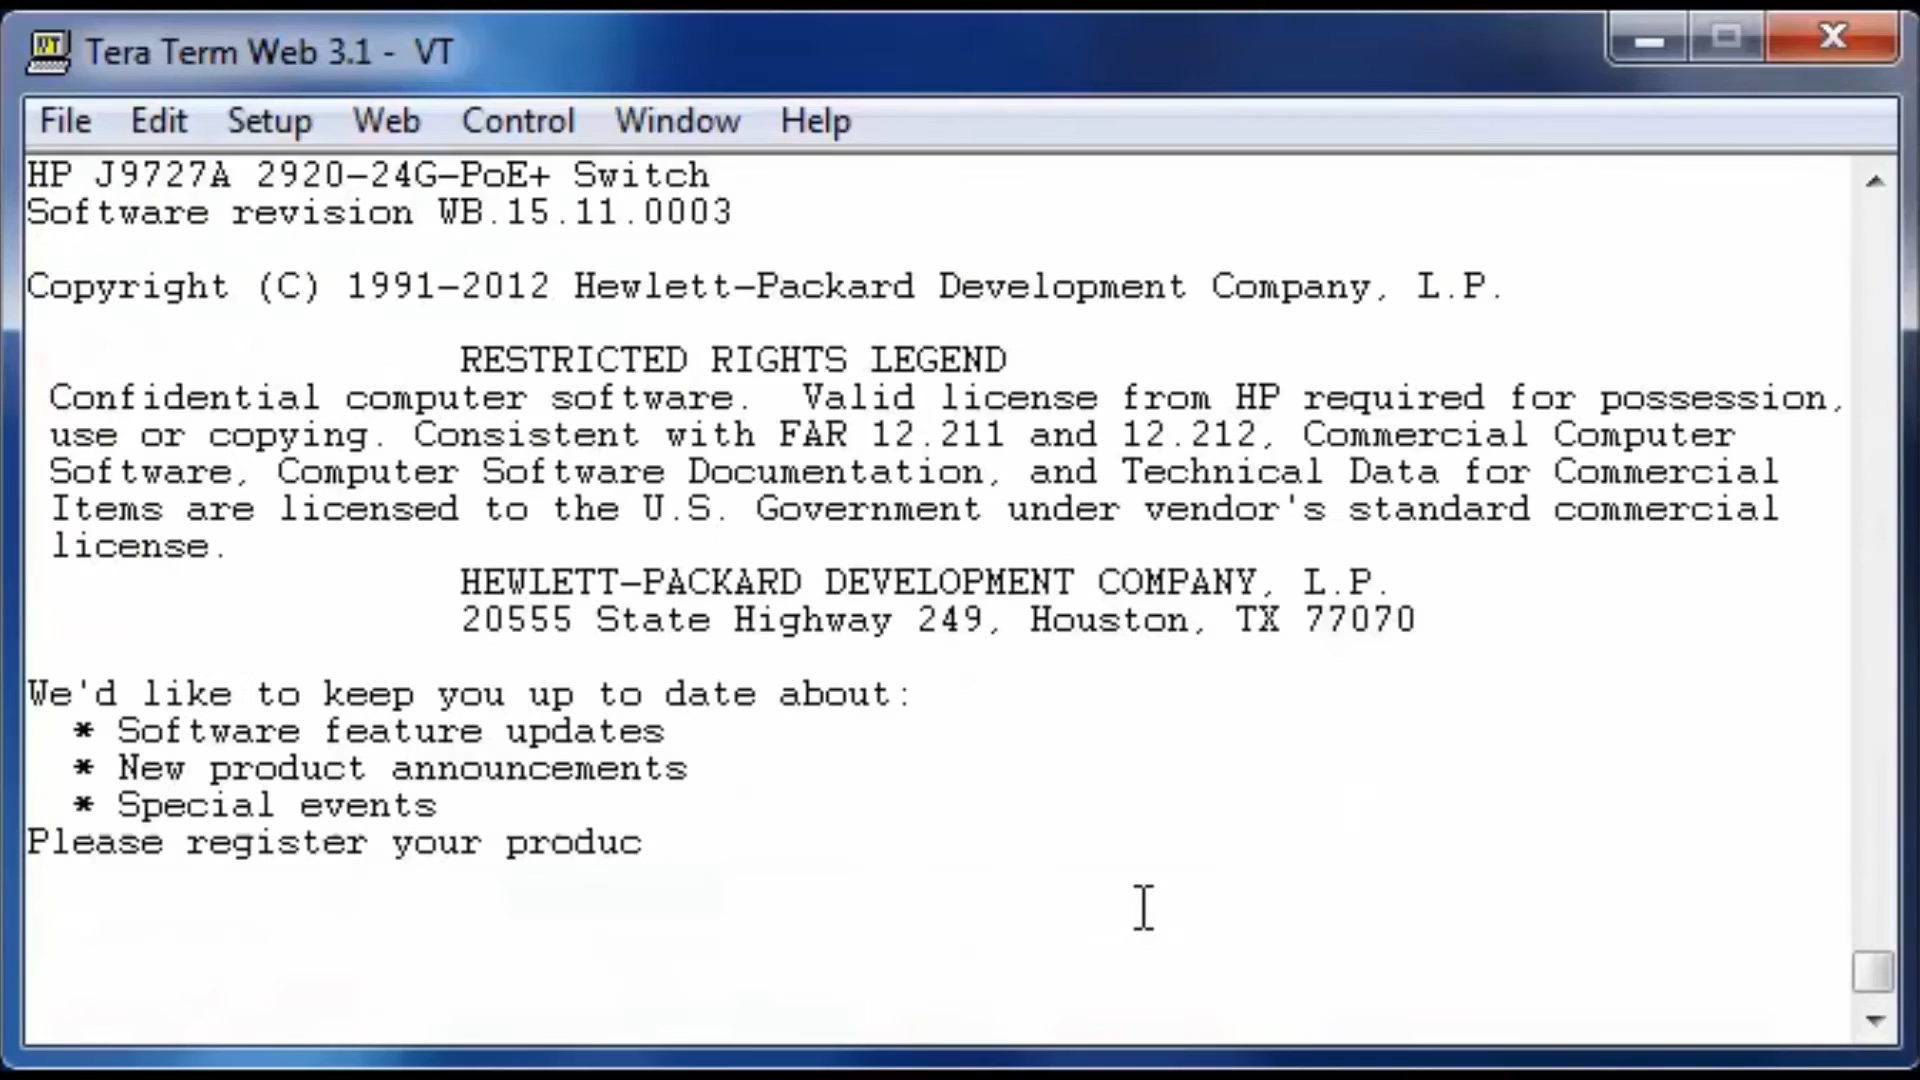 Tera Term Web 3.1 - VT
File Edit Setup Web Control Window Help
HP J9727A 2920-24G-PoE+ Switch
Software revision WB.15.11.0003
Copyright (C) 1991-2012 Hewlett-Packard Development Company, L.P.
RESTRICTED RIGHTS LEGEND
Confidential computer software. Valid license from HP required for possession,
use or copying. Consistent with FAR 12.211 and 12.212, Commercial Computer
Software, Computer Software Documentation, and Technical Data for Commercial
Items are licensed to the U.S. Government under vendor's standard commercial
license.
HEWLETT-PACKARD DEVELOPMENT COMPANY, L.P.
20555 State Highway 249, Houston, TX 77070
We'd like to keep you up to date about:
* Software feature updates
* New product announcements
* Special events
Please register your produc